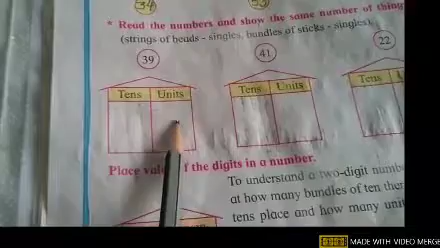 34
* Read the numbers and show the same number of thing
(strings of beads - singles, bundles of sticks - singles).
39 41 22
Tens Units Tens Units Tens
Place of the digits in a number.
To understand a two-digit numb
at how many bundles of ten ther
tens place and how many uni
MADE WITH VIDEO MERGE